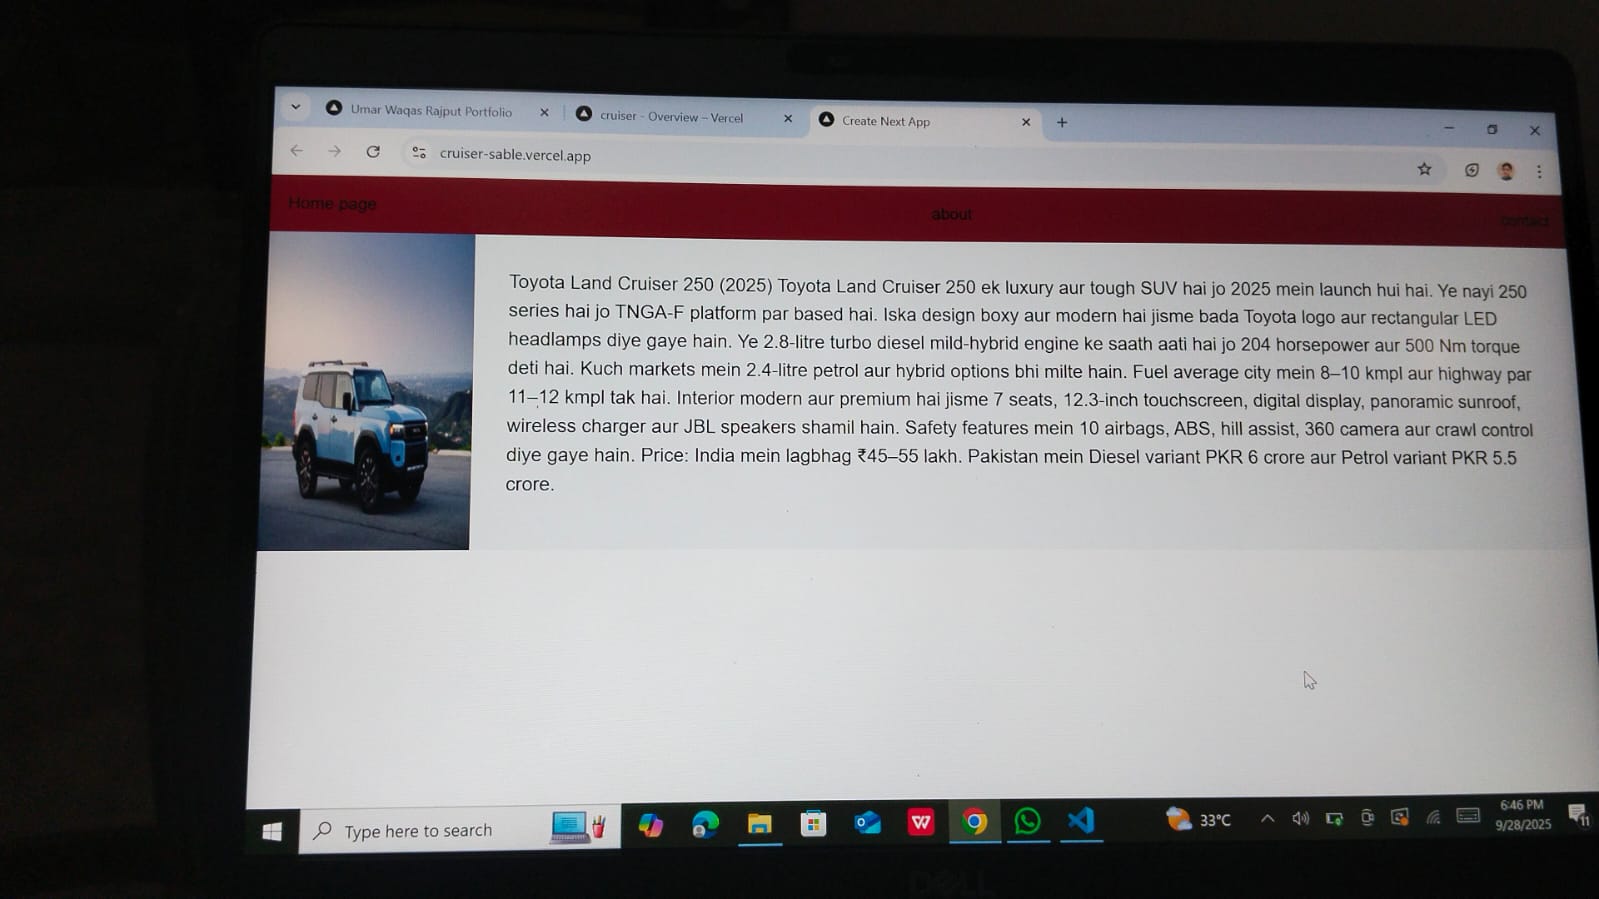 Umar Waqas Rajput Portfolio
cruiser - Overview – Vercel
Create Next App
cruiser-sable.vercel.app
Home page
about
contact
Toyota Land Cruiser 250 (2025) Toyota Land Cruiser 250 ek luxury aur tough SUV hai jo 2025 mein launch hui hai. Ye nayi 250
series hai jo TNGA-F platform par based hai. Iska design boxy aur modern hai jisme bada Toyota logo aur rectangular LED
headlamps diye gaye hain. Ye 2.8-litre turbo diesel mild-hybrid engine ke saath aati hai jo 204 horsepower aur 500 Nm torque
deti hai. Kuch markets mein 2.4-litre petrol aur hybrid options bhi milte hain. Fuel average city mein 8–10 kmpl aur highway par
11–12 kmpl tak hai. Interior modern aur premium hai jisme 7 seats, 12.3-inch touchscreen, digital display, panoramic sunroof,
wireless charger aur JBL speakers shamil hain. Safety features mein 10 airbags, ABS, hill assist, 360 camera aur crawl control
diye gaye hain. Price: India mein lagbhag ₹45–55 lakh. Pakistan mein Diesel variant PKR 6 crore aur Petrol variant PKR 5.5
crore.
Type here to search
33°C
6:46 PM
9/28/2025
11
DELL